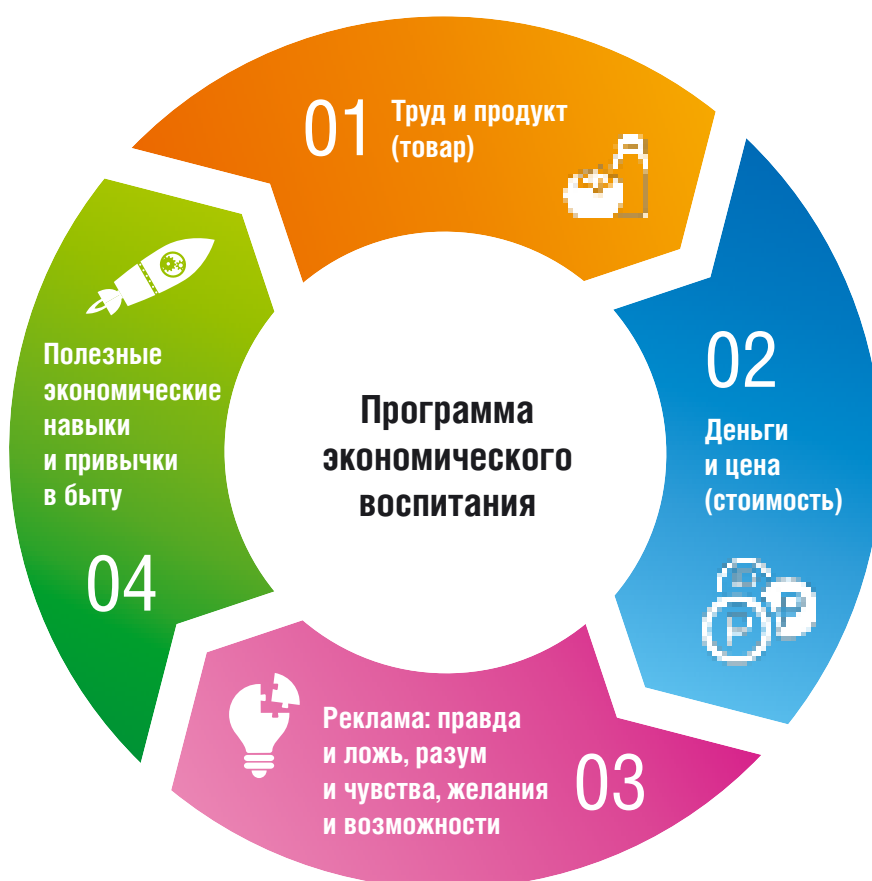 01
Труд и продукт
(товар)
02
Деньги
и цена
(стоимость)
Р Р
03
Реклама: правда
и ложь, разум
и чувства, желания
и возможности
04
Полезные
экономические
навыки
и привычки
в быту
Программа
экономического
воспитания